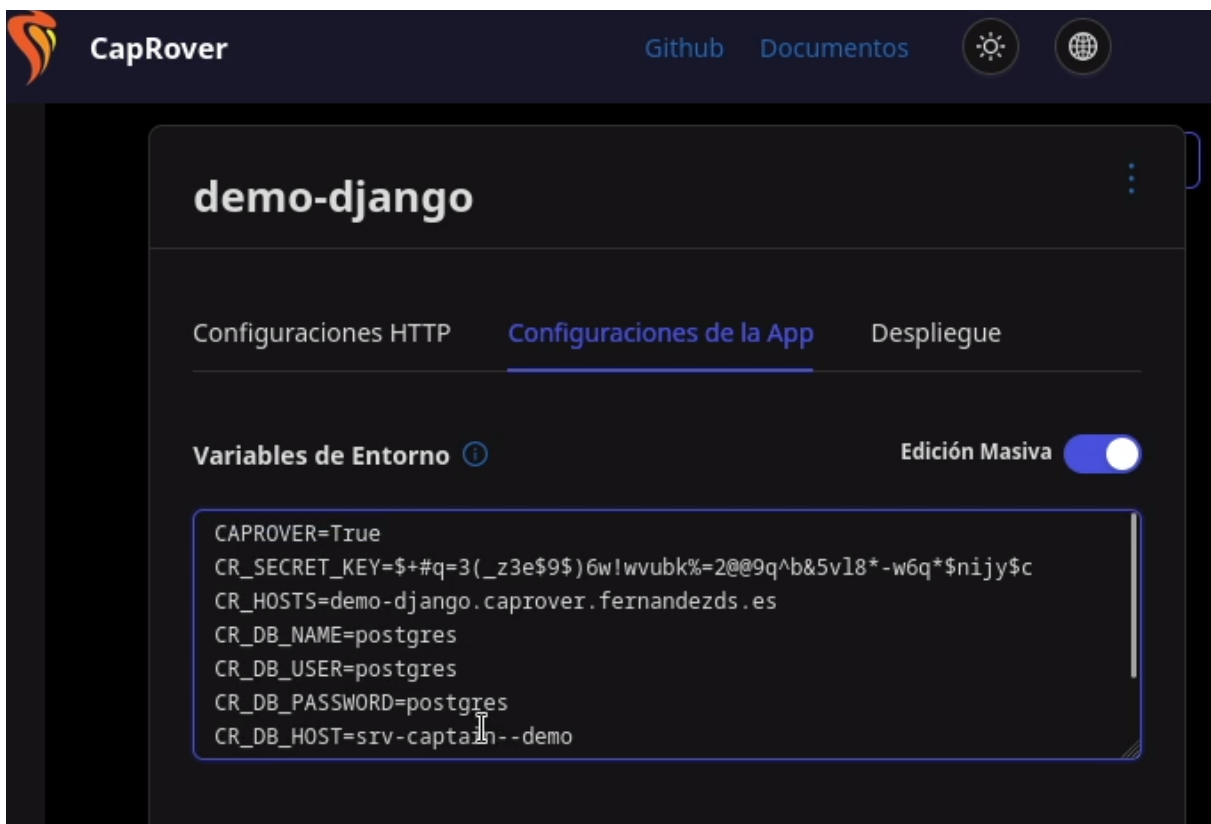 CapRover
Github
Documentos
demo-django
Configuraciones HTTP
Configuraciones de la App
Despliegue
Variables de Entorno
Edición Masiva
CAPROVER=True
CR_SECRET_KEY=$+#q=3(_z3e$9$)6w!wvubk%=2@@9q^b&5vl8*-w6q*$nijy$c
CR_HOSTS=demo-django.caprover.fernandezds.es
CR_DB_NAME=postgres
CR_DB_USER=postgres
CR_DB_PASSWORD=postgres
CR_DB_HOST=srv-captain--demo